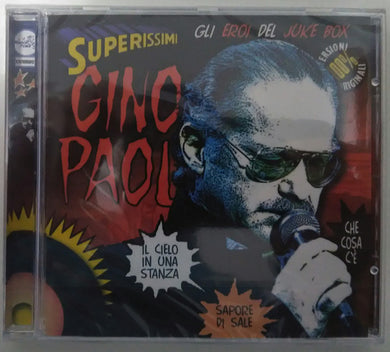 SUPERISSIMI
GLI EROI DEL JUKE BOX
GINO
PAOLI
VERSIONI
100%
ORIGINALI
IL CIELO
IN UNA
STANZA
SAPORE
DI SALE
CHE
COSA
C'È